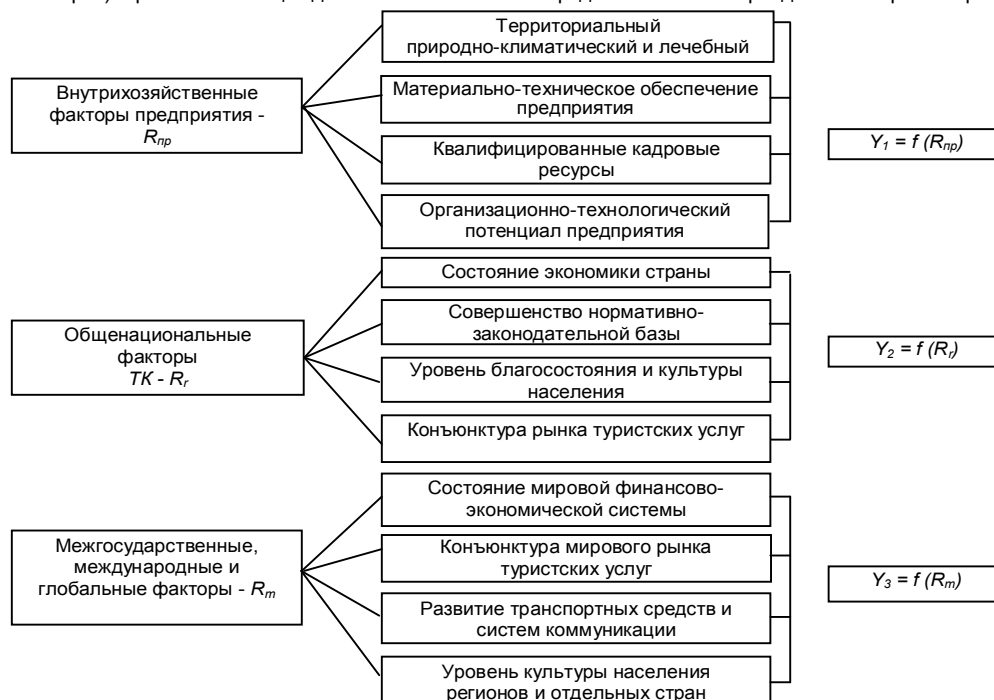 Территориальный
природно-климатический и лечебный
Внутрихозяйственные
факторы предприятия -
Rпр
Материально-техническое обеспечение
предприятия
Квалифицированные кадровые
ресурсы
Организационно-технологический
потенциал предприятия
Y1 = f (Rпр)
Общенациональные
факторы
ТК - Rr
Состояние экономики страны
Совершенство нормативно-
законодательной базы
Уровень благосостояния и культуры
населения
Конъюнктура рынка туристских услуг
Y2 = f (Rr)
Межгосударственные,
международные и
глобальные факторы - Rm
Состояние мировой финансово-
экономической системы
Конъюнктура мирового рынка
туристских услуг
Развитие транспортных средств и
систем коммуникации
Уровень культуры населения
регионов и отдельных стран
Y3 = f (Rm)